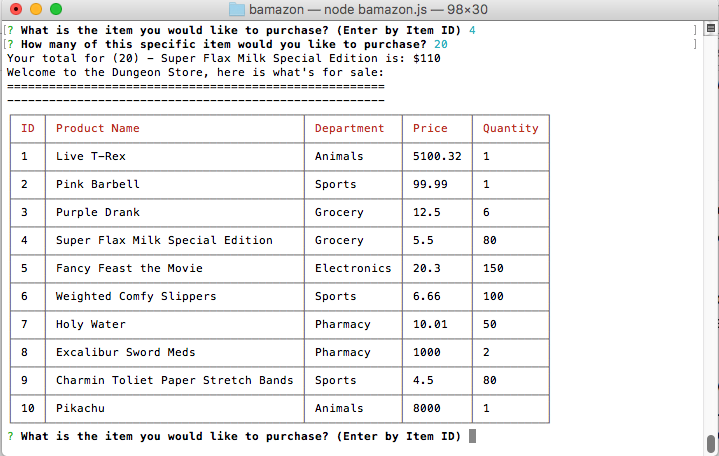 bamazon — node bamazon.js — 98×30
[? What is the item you would like to purchase? (Enter by Item ID) 4 ]
[? How many of this specific item would you like to purchase? 20 ]
Your total for (20) - Super Flax Milk Special Edition is: $110
Welcome to the Dungeon Store, here is what's for sale:
======================================================
------------------------------------------------------
ID Product Name Department Price Quantity
1 Live T-Rex Animals 5100.32 1
2 Pink Barbell Sports 99.99 1
3 Purple Drank Grocery 12.5 6
4 Super Flax Milk Special Edition Grocery 5.5 80
5 Fancy Feast the Movie Electronics 20.3 150
6 Weighted Comfy Slippers Sports 6.66 100
7 Holy Water Pharmacy 10.01 50
8 Excalibur Sword Meds Pharmacy 1000 2
9 Charmin Toliet Paper Stretch Bands Sports 4.5 80
10 Pikachu Animals 8000 1
? What is the item you would like to purchase? (Enter by Item ID)